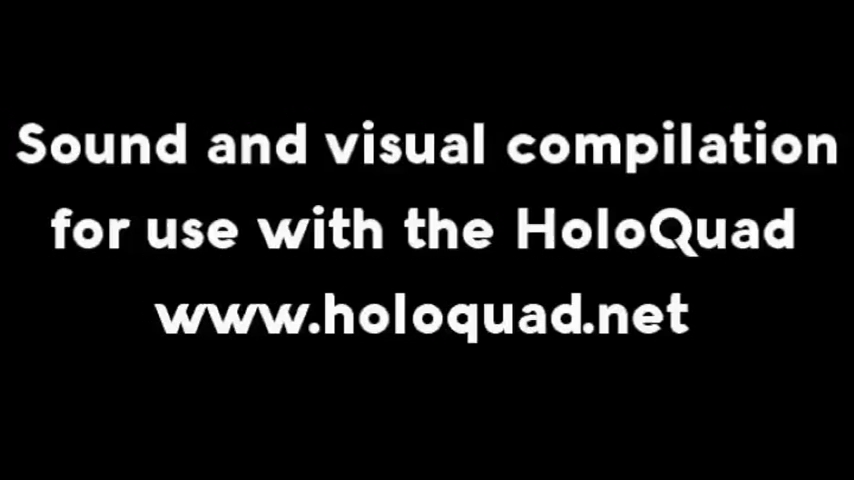 Sound and visual compilation
for use with the HoloQuad
www.holoquad.net